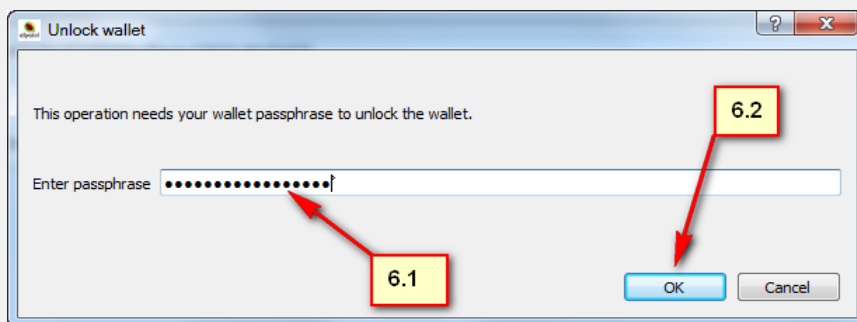 Unlock wallet
This operation needs your wallet passphrase to unlock the wallet.
6.2
Enter passphrase ●●●●●●●●●●●●●●●●●
6.1
OK
Cancel